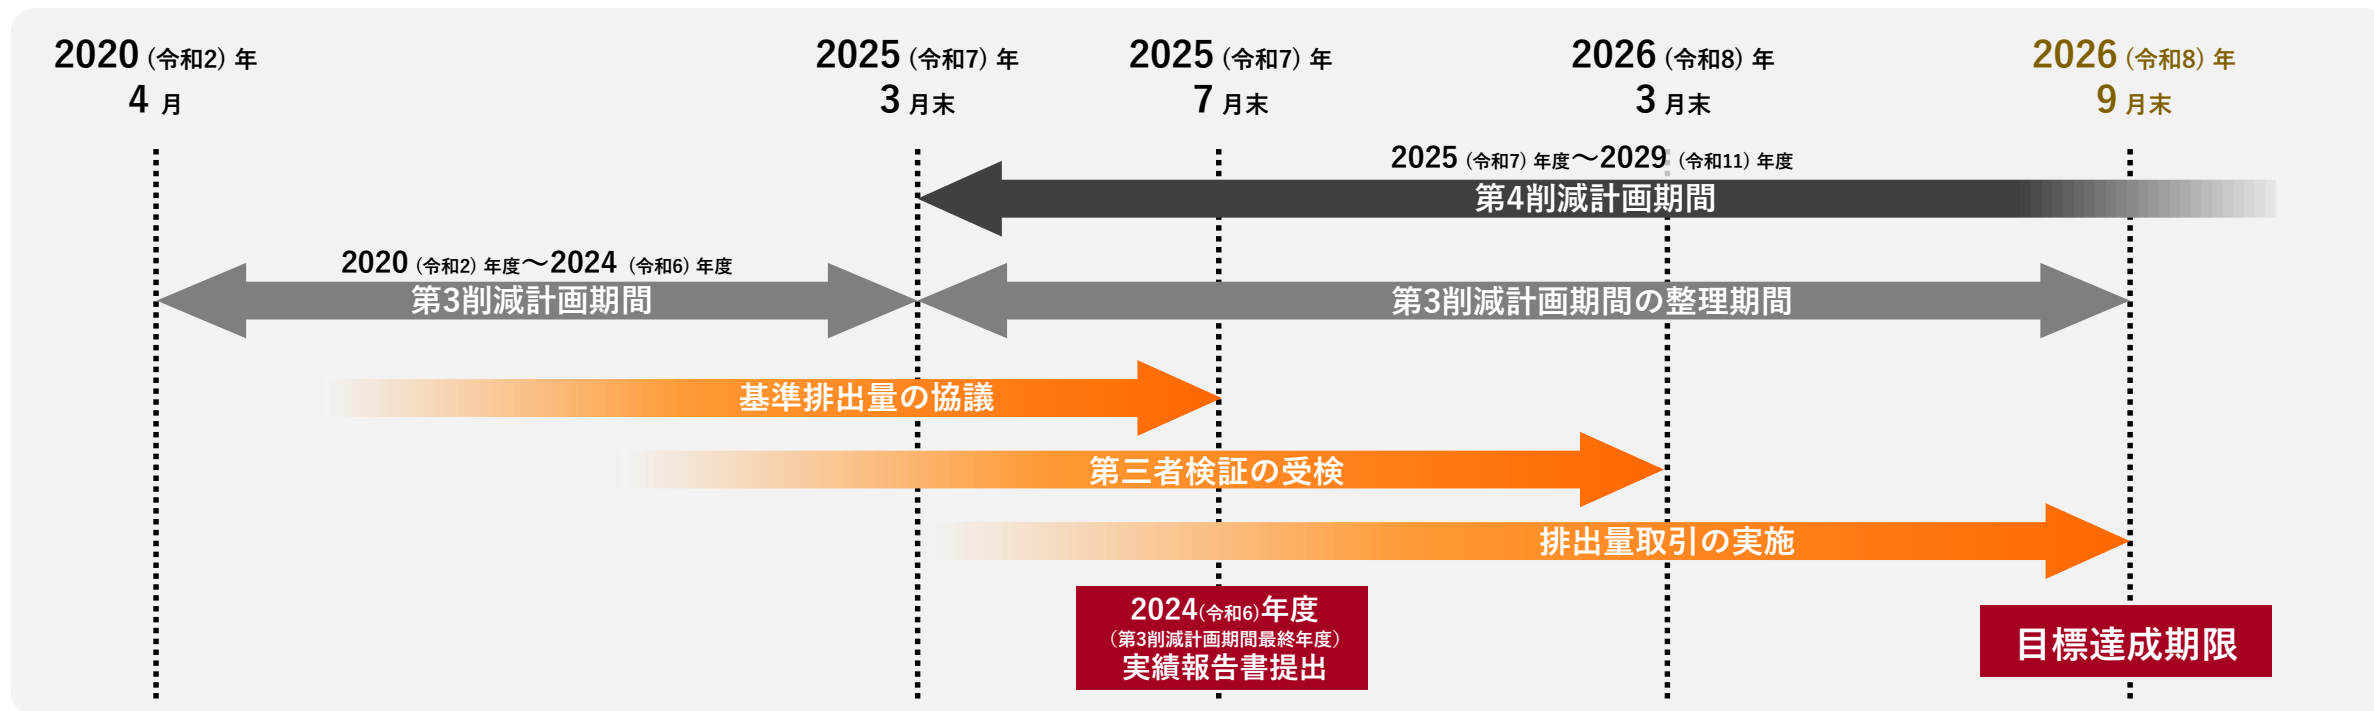 2020（令和2）年
4 月
2025（令和7）年
3 月末
2025（令和7）年
7 月末
2026（令和8）年
3 月末
2026（令和8）年
9 月末
2025（令和7）年度～2029（令和11）年度
第4削減計画期間
2020（令和2）年度～2024（令和6）年度
第3削減計画期間
第3削減計画期間の整理期間
基準排出量の協議
第三者検証の受検
排出量取引の実施
2024(令和6)年度
（第3削減計画期間最終年度）
実績報告書提出
目標達成期限